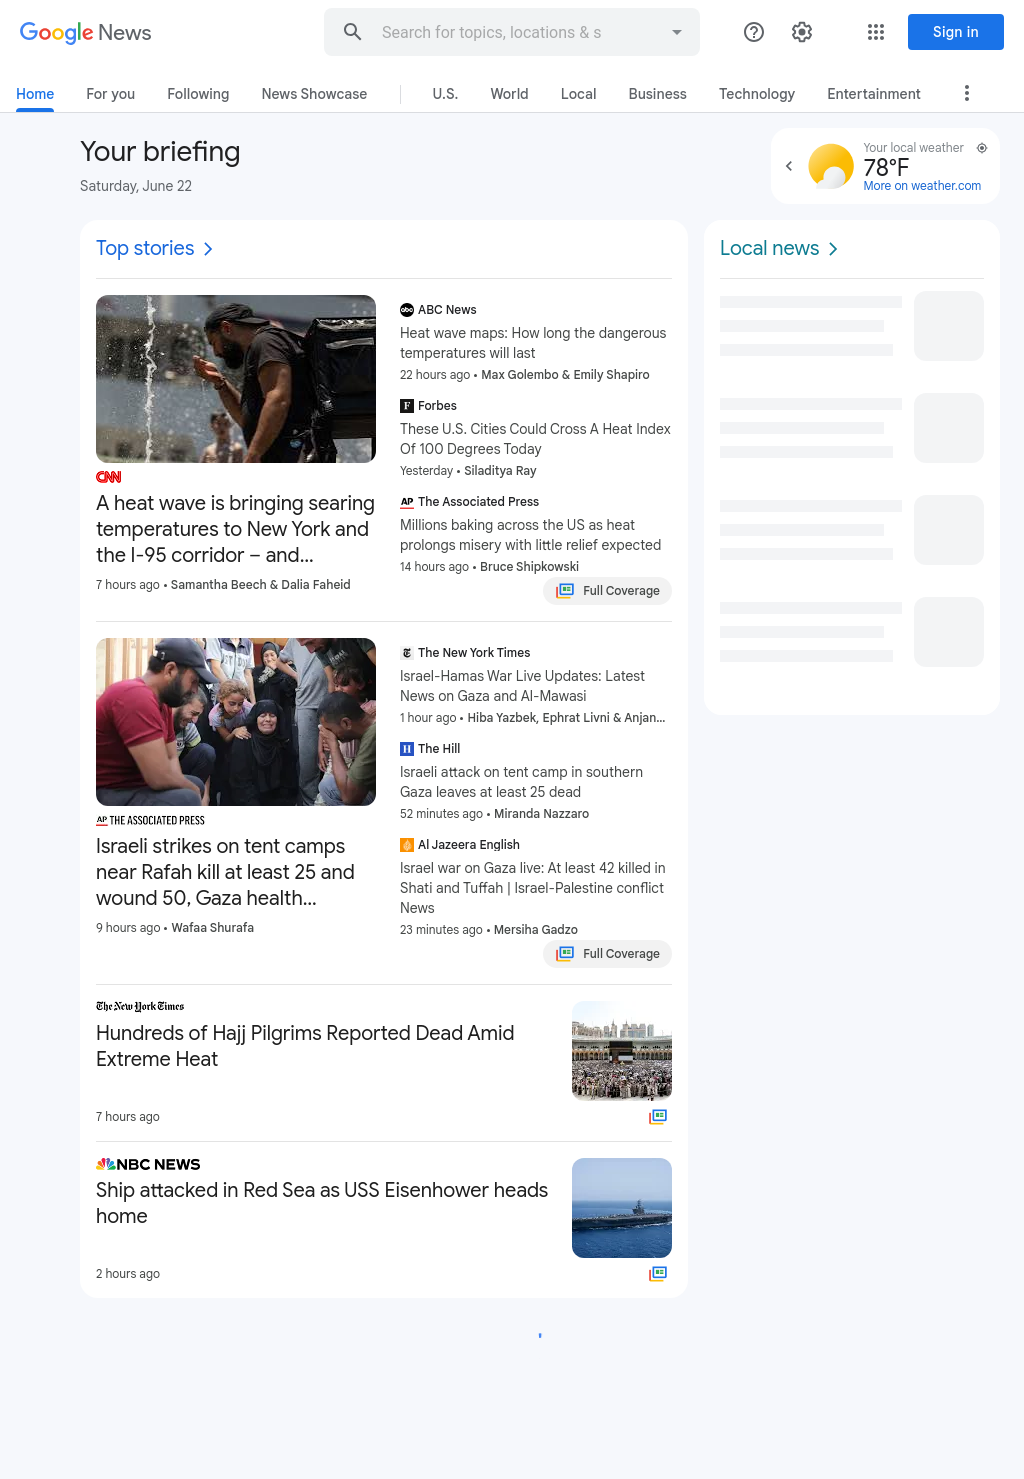 Google News
Search for topics, locations & s
Sign in
Home
For you
Following
News Showcase
U.S.
World
Local
Business
Technology
Entertainment
Your briefing
Saturday, June 22
Your local weather
78°F
More on weather.com
Top stories
CNN
A heat wave is bringing searing
temperatures to New York and
the I-95 corridor – and...
7 hours ago • Samantha Beech & Dalia Faheid
abc ABC News
Heat wave maps: How long the dangerous
temperatures will last
22 hours ago • Max Golembo & Emily Shapiro
F Forbes
These U.S. Cities Could Cross A Heat Index
Of 100 Degrees Today
Yesterday • Siladitya Ray
AP The Associated Press
Millions baking across the US as heat
prolongs misery with little relief expected
14 hours ago • Bruce Shipkowski
Full Coverage
AP THE ASSOCIATED PRESS
Israeli strikes on tent camps
near Rafah kill at least 25 and
wound 50, Gaza health...
9 hours ago • Wafaa Shurafa
T The New York Times
Israel-Hamas War Live Updates: Latest
News on Gaza and Al-Mawasi
1 hour ago • Hiba Yazbek, Ephrat Livni & Anjan...
H The Hill
Israeli attack on tent camp in southern
Gaza leaves at least 25 dead
52 minutes ago • Miranda Nazzaro
Al Jazeera English
Israel war on Gaza live: At least 42 killed in
Shati and Tuffah | Israel-Palestine conflict
News
23 minutes ago • Mersiha Gadzo
Full Coverage
The New York Times
Hundreds of Hajj Pilgrims Reported Dead Amid
Extreme Heat
7 hours ago
NBC NEWS
Ship attacked in Red Sea as USS Eisenhower heads
home
2 hours ago
Local news